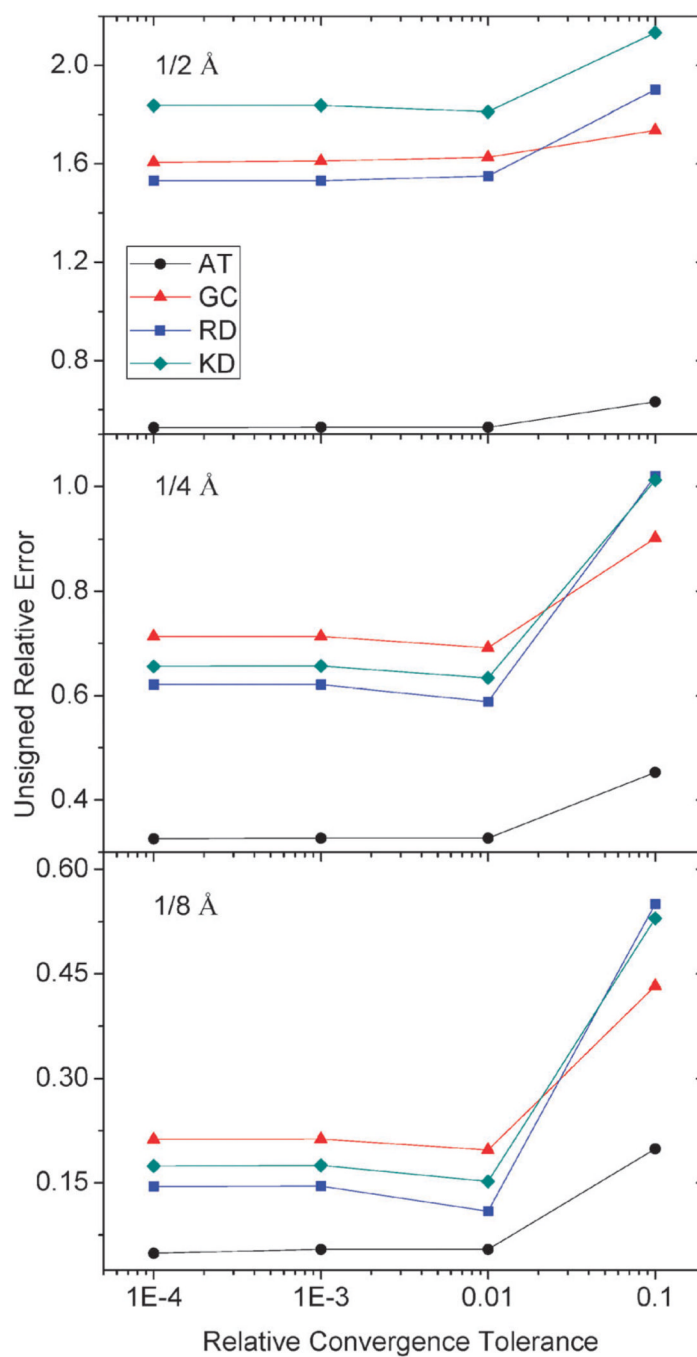 1/2 Å
2.0
1.6
1.2
0.8
AT
GC
RD
KD
1/4 Å
1.0
0.8
0.6
0.4
1/8 Å
0.60
0.45
0.30
0.15
1E-4 1E-3 0.01 0.1
Unsigned Relative Error
Relative Convergence Tolerance